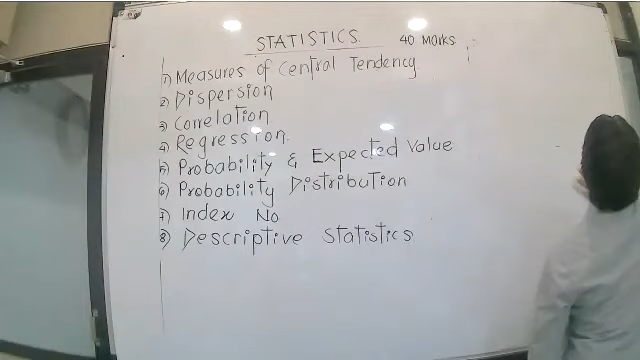 STATISTICS. 40 Marks
1) Measures of Central Tendency.
2) Dispersion
3) Correlation
4) Regression.
5) Probability & Expected Value
6) Probability Distribution
7) Index No
8) Descriptive Statistics